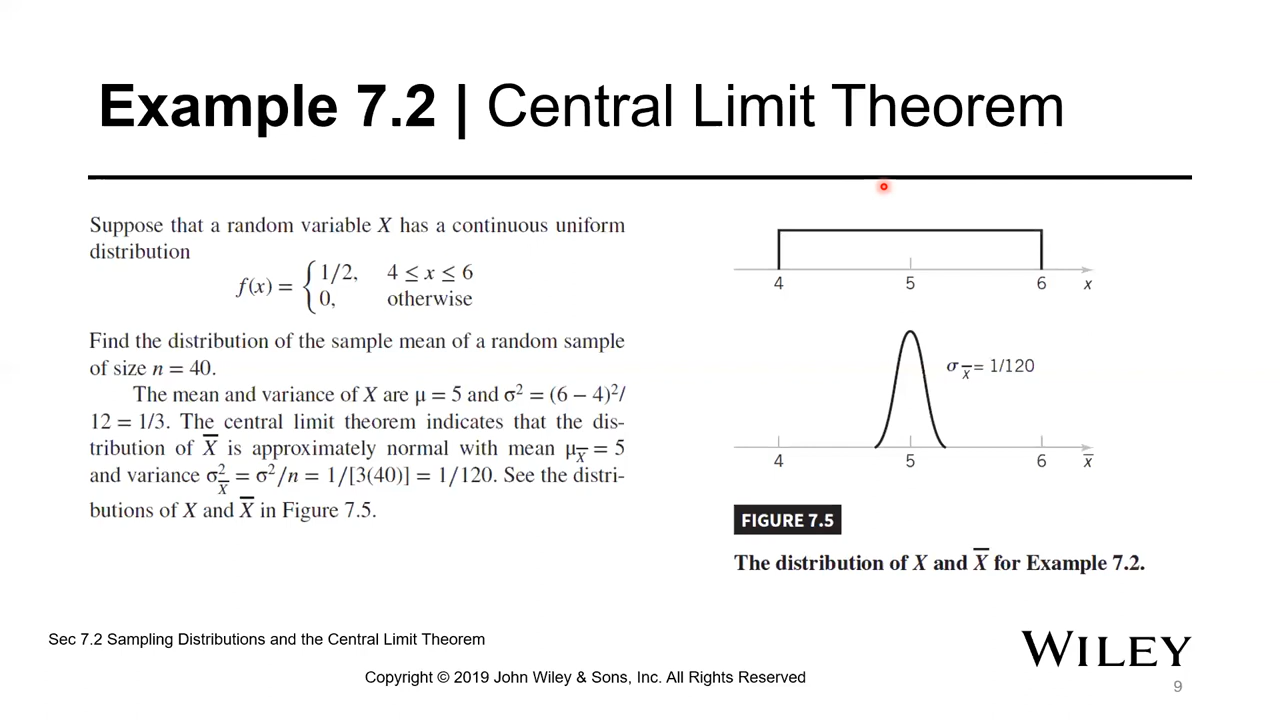 Example 7.2 | Central Limit Theorem
Suppose that a random variable X has a continuous uniform
distribution
f(x) = { 1/2, 4 ≤ x ≤ 6
0, otherwise
Find the distribution of the sample mean of a random sample
of size n = 40.
The mean and variance of X are μ = 5 and σ² = (6 − 4)²/
12 = 1/3. The central limit theorem indicates that the dis-
tribution of X̅ is approximately normal with mean μ_X̅ = 5
and variance σ²_X̅ = σ²/n = 1/[3(40)] = 1/120. See the distri-
butions of X and X̅ in Figure 7.5.
4 5 6 x
σ_X̅ = 1/120
4 5 6 x̅
FIGURE 7.5
The distribution of X and X̅ for Example 7.2.
Sec 7.2 Sampling Distributions and the Central Limit Theorem
WILEY
Copyright © 2019 John Wiley & Sons, Inc. All Rights Reserved
9